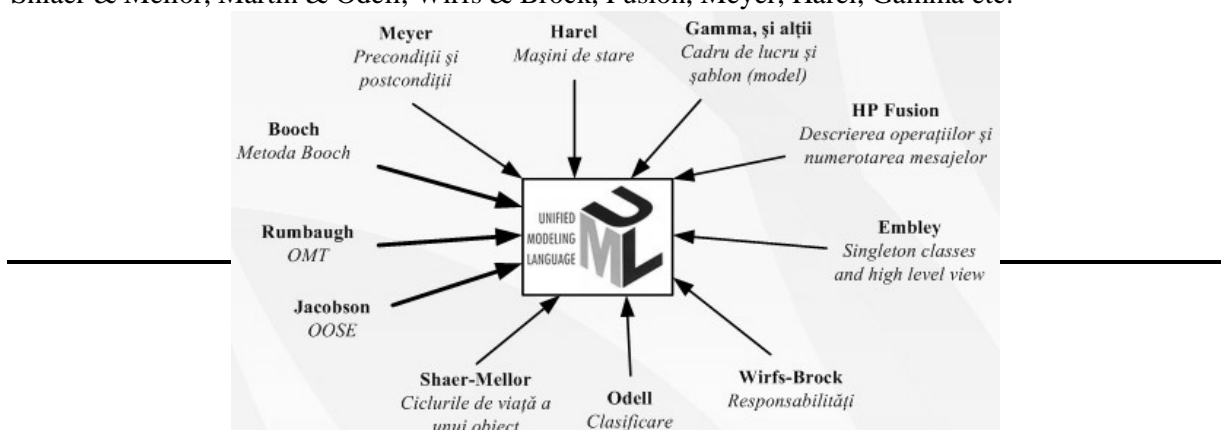 Shlaer & Mellor, Martin & Odell, Wirfs & Brock, Fusion, Meyer, Harel, Gamma etc.
Meyer
Precondiții și
postcondiții
Harel
Mașini de stare
Gamma, și alții
Cadru de lucru și
șablon (model)
HP Fusion
Descrierea operațiilor și
numerotarea mesajelor
Booch
Metoda Booch
UNIFIED
MODELING
LANGUAGE
UML
Rumbaugh
OMT
Embley
Singleton classes
and high level view
Jacobson
OOSE
Shaer-Mellor
Ciclurile de viață a
unui obiect
Odell
Clasificare
Wirfs-Brock
Responsabilități